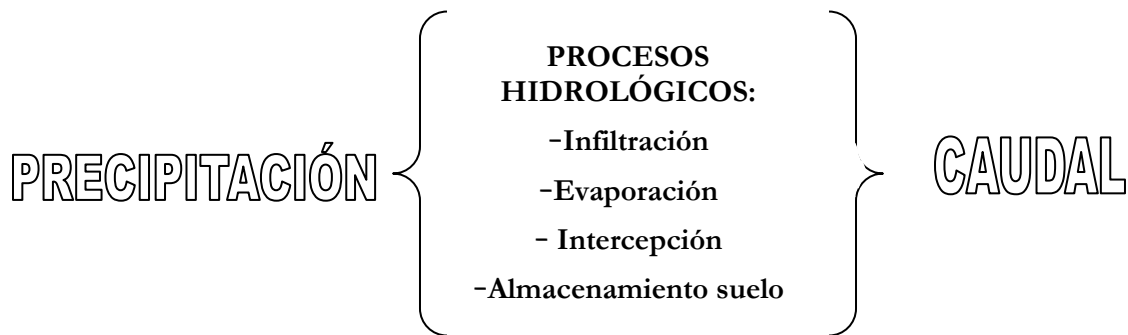 PRECIPITACIÓN
PROCESOS
HIDROLÓGICOS:
-Infiltración
-Evaporación
- Intercepción
-Almacenamiento suelo
CAUDAL